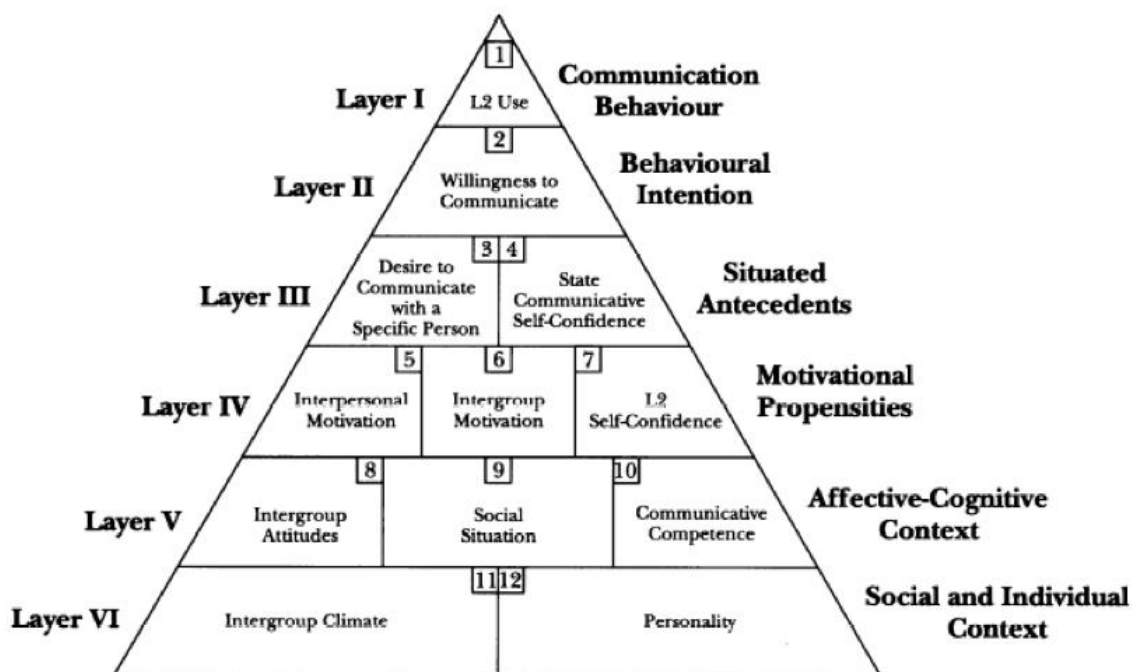 1
Layer I
L2 Use
Communication
Behaviour
2
Layer II
Willingness to
Communicate
Behavioural
Intention
3 4
Layer III
Desire to
Communicate
with a
Specific Person
State
Communicative
Self-Confidence
Situated
Antecedents
5 6 7
Layer IV
Interpersonal
Motivation
Intergroup
Motivation
L2
Self-Confidence
Motivational
Propensities
8 9 10
Layer V
Intergroup
Attitudes
Social
Situation
Communicative
Competence
Affective-Cognitive
Context
11 12
Layer VI
Intergroup Climate
Personality
Social and Individual
Context